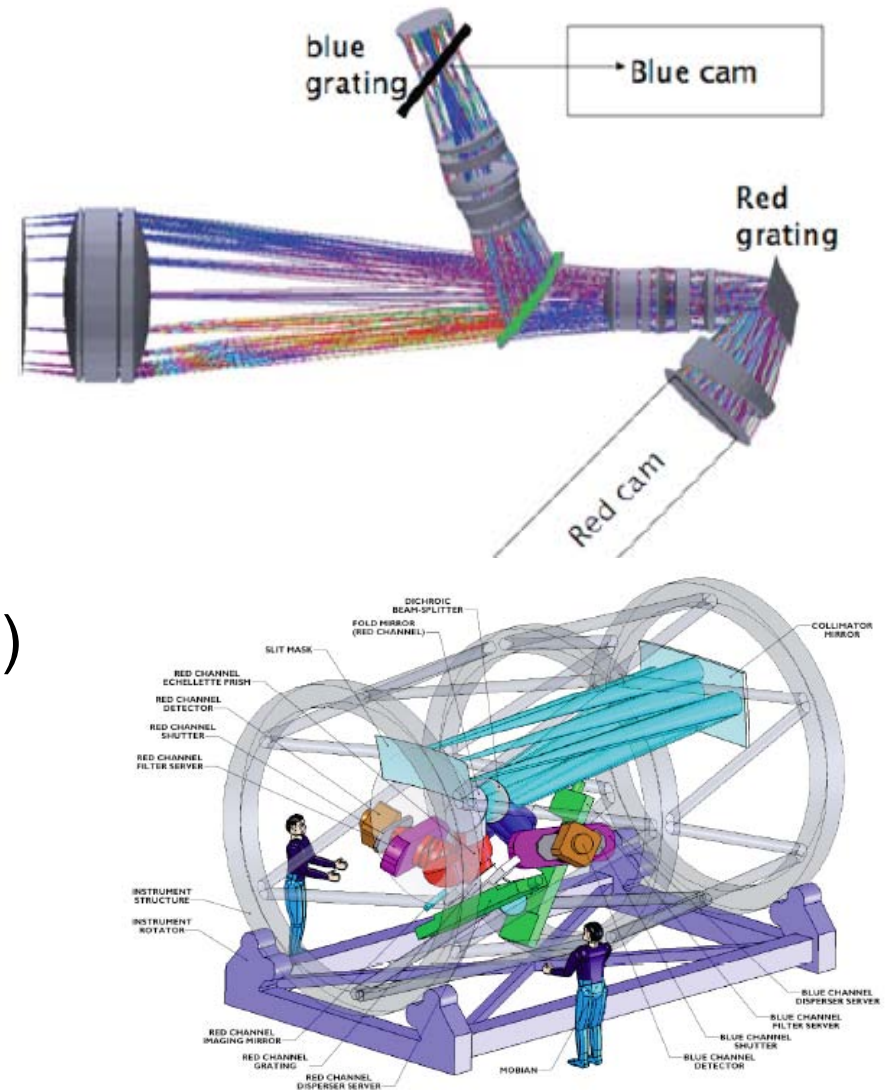 blue
grating
Blue cam
Red
grating
Red cam
)
DICHROIC
BEAM-SPLITTER
FOLD MIRROR
(RED CHANNEL)
COLLIMATOR
MIRROR
SLIT MASK
RED CHANNEL
ECHELLETTE PRISM
RED CHANNEL
DETECTOR
RED CHANNEL
SHUTTER
RED CHANNEL
FILTER SERVER
INSTRUMENT
STRUCTURE
INSTRUMENT
ROTATOR
RED CHANNEL
IMAGING MIRROR
RED CHANNEL
GRATING
RED CHANNEL
DISPERSER SERVER
MOBIAN
BLUE CHANNEL
DISPERSER SERVER
BLUE CHANNEL
FILTER SERVER
BLUE CHANNEL
SHUTTER
BLUE CHANNEL
DETECTOR